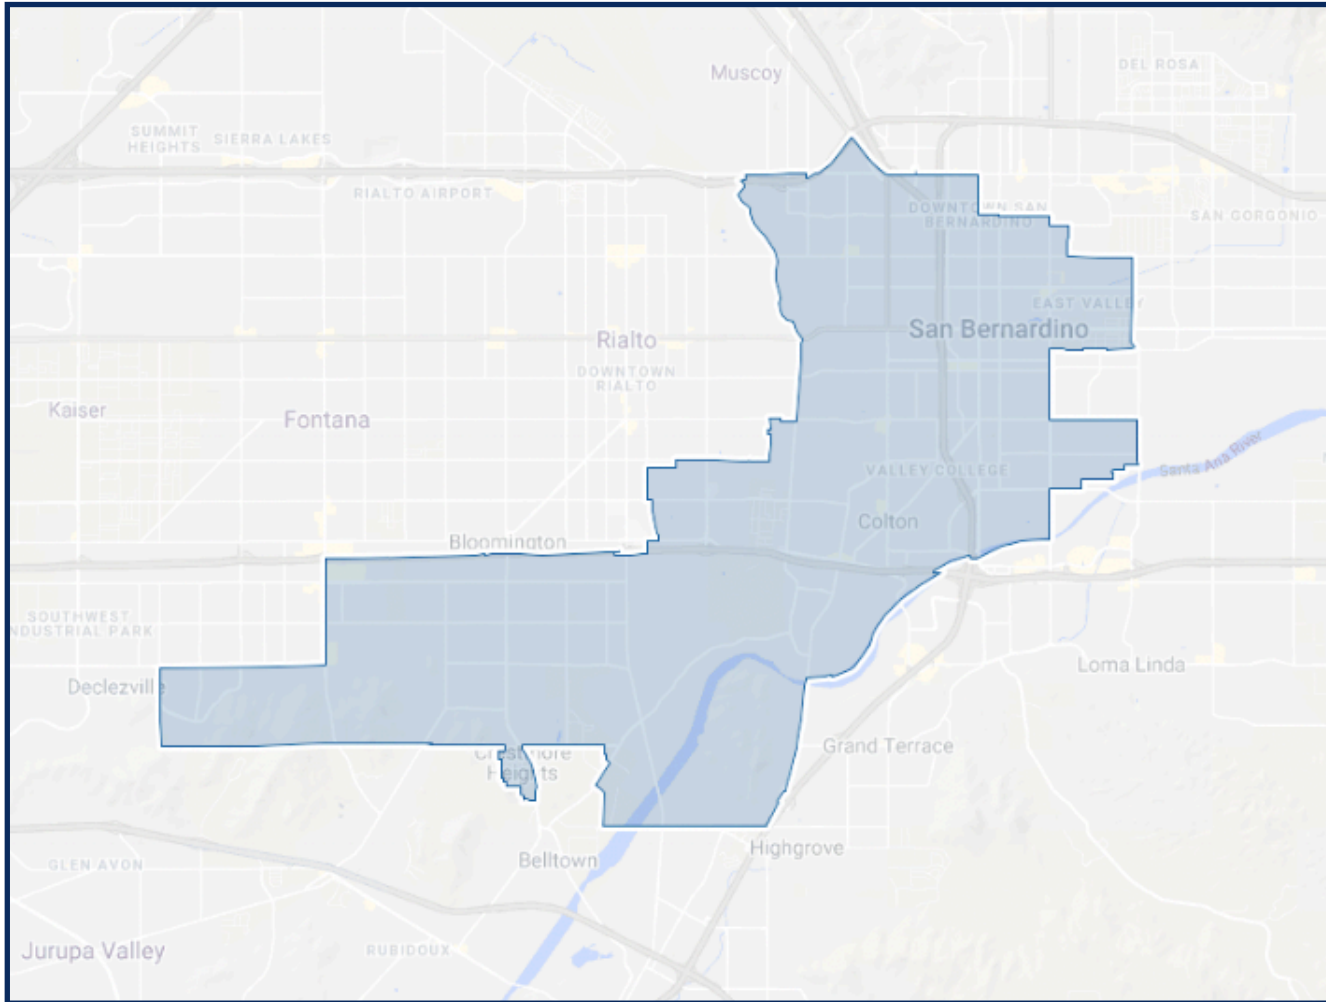 Muscoy
DEL ROSA
SUMMIT
HEIGHTS
SIERRA LAKES
RIALTO AIRPORT
DOWNTOWN SAN
BERNARDINO
SAN GORGONIO
EAST VALLEY
San Bernardino
Rialto
DOWNTOWN
RIALTO
Kaiser
Fontana
Santa Ana River
VALLEY COLLEGE
Colton
Bloomington
SOUTHWEST
NDUSTRIAL PARK
Loma Linda
Declezville
Grand Terrace
Crestmore
Heights
Highgrove
Belltown
GLEN AVON
Jurupa Valley
RUBIDOUX